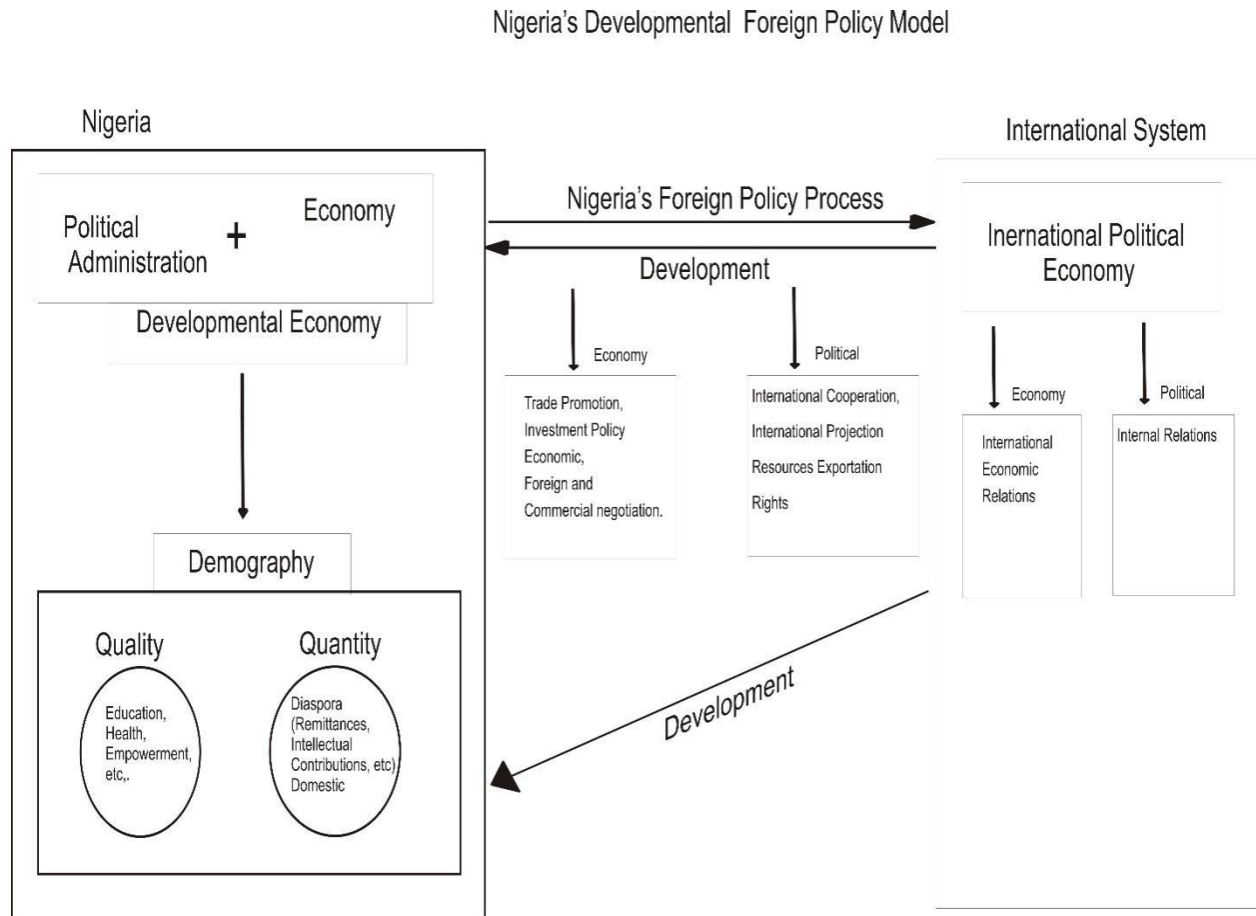 Nigeria's Developmental Foreign Policy Model
Nigeria
Political
Administration
+
Economy
Developmental Economy
Demography
Quality
Education,
Health,
Empowerment,
etc,.
Quantity
Diaspora
(Remittances,
Intellectual
Contributions, etc)
Domestic
Nigeria's Foreign Policy Process
Development
Economy
Trade Promotion,
Investment Policy
Economic,
Foreign and
Commercial negotiation.
Political
International Cooperation,
International Projection
Resources Exportation
Rights
Development
International System
Inernational Political
Economy
Economy
International
Economic
Relations
Political
Internal Relations